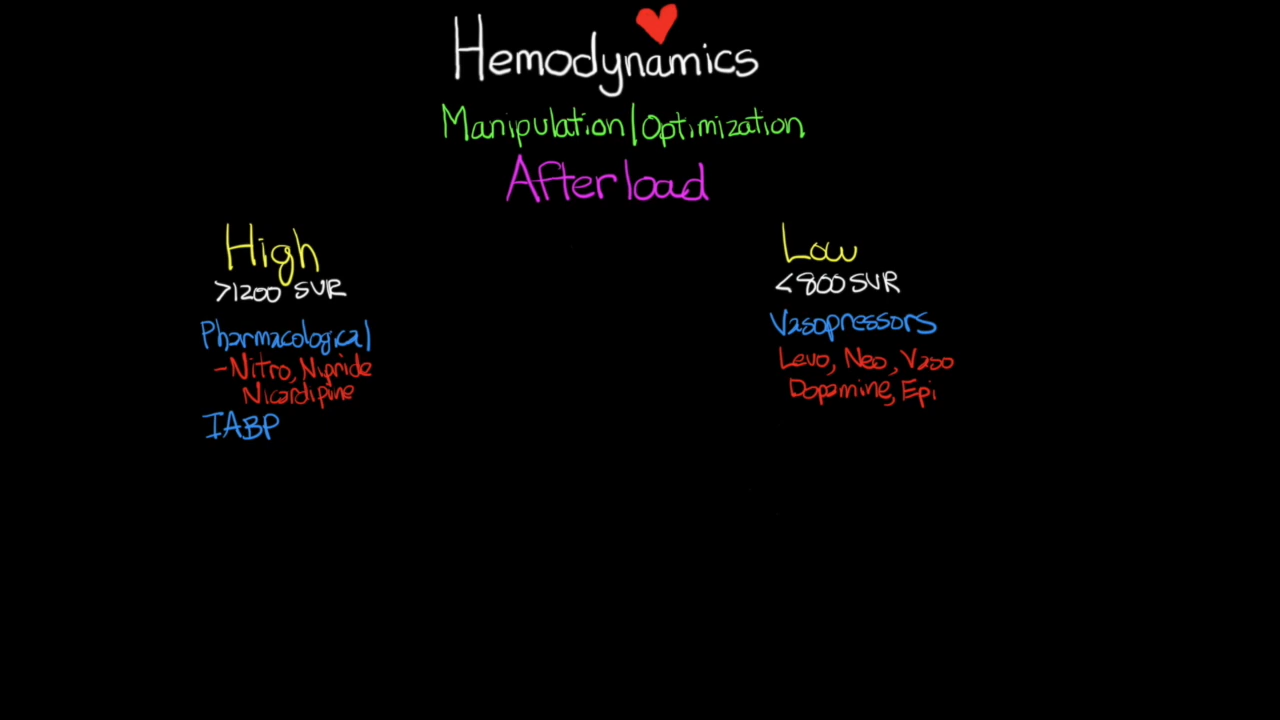 Hemodynamics
Manipulation/Optimization
Afterload
High
>1200 SVR
Pharmacological
-Nitro, Nipride
Nicardipine
IABP
Low
<800 SVR
Vasopressors
Levo, Neo, Vaso
Dopamine, Epi